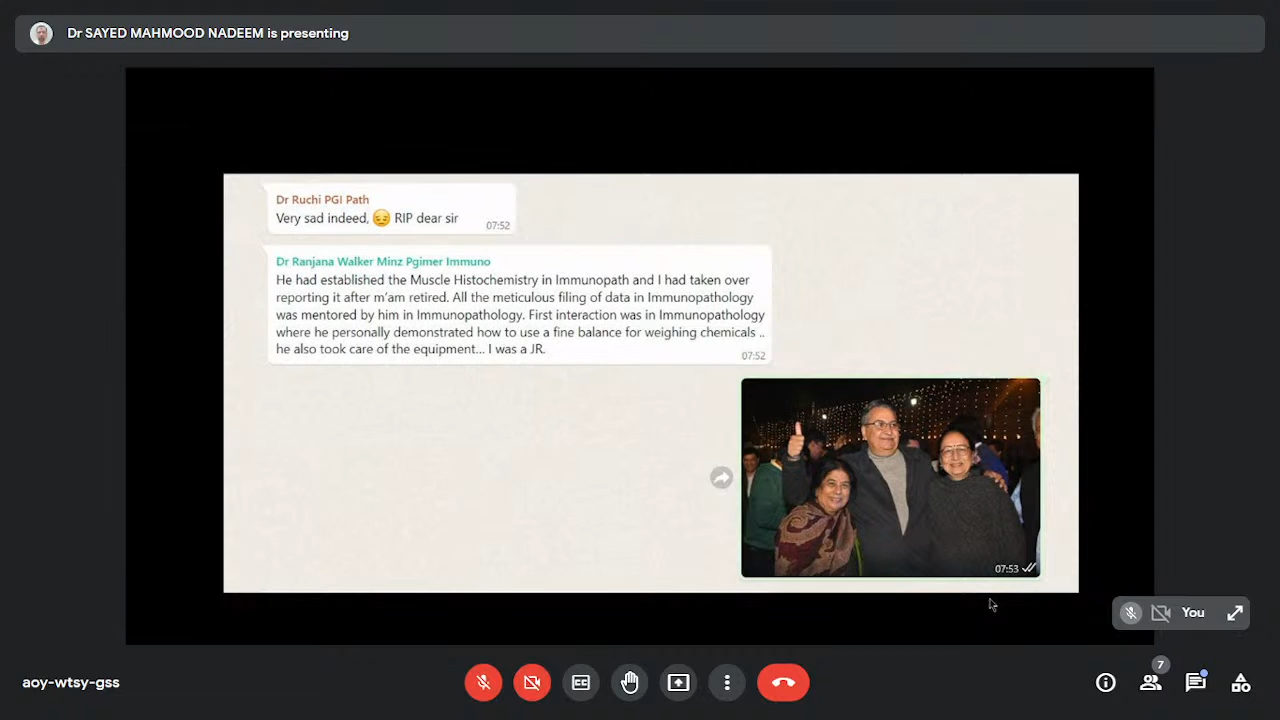 Dr SAYED MAHMOOD NADEEM is presenting
Dr Ruchi PGI Path
Very sad indeed, 😔 RIP dear sir
07:52
Dr Ranjana Walker Minz Pgimer Immuno
He had established the Muscle Histochemistry in Immunopath and I had taken over
reporting it after m'am retired. All the meticulous filing of data in Immunopathology
was mentored by him in Immunopathology. First interaction was in Immunopathology
where he personally demonstrated how to use a fine balance for weighing chemicals ..
he also took care of the equipment... I was a JR.
07:52
07:53
You
aoy-wtsy-gss
CC
7